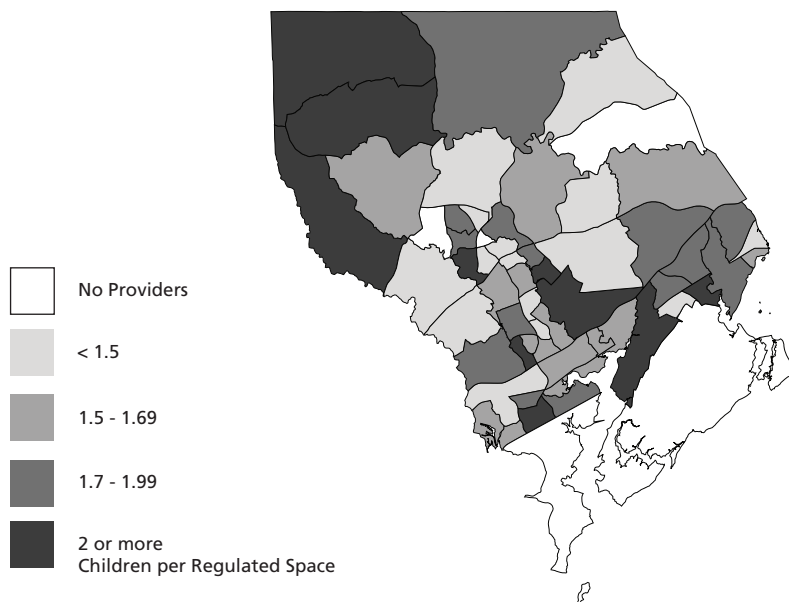 No Providers
< 1.5
1.5 - 1.69
1.7 - 1.99
2 or more
Children per Regulated Space